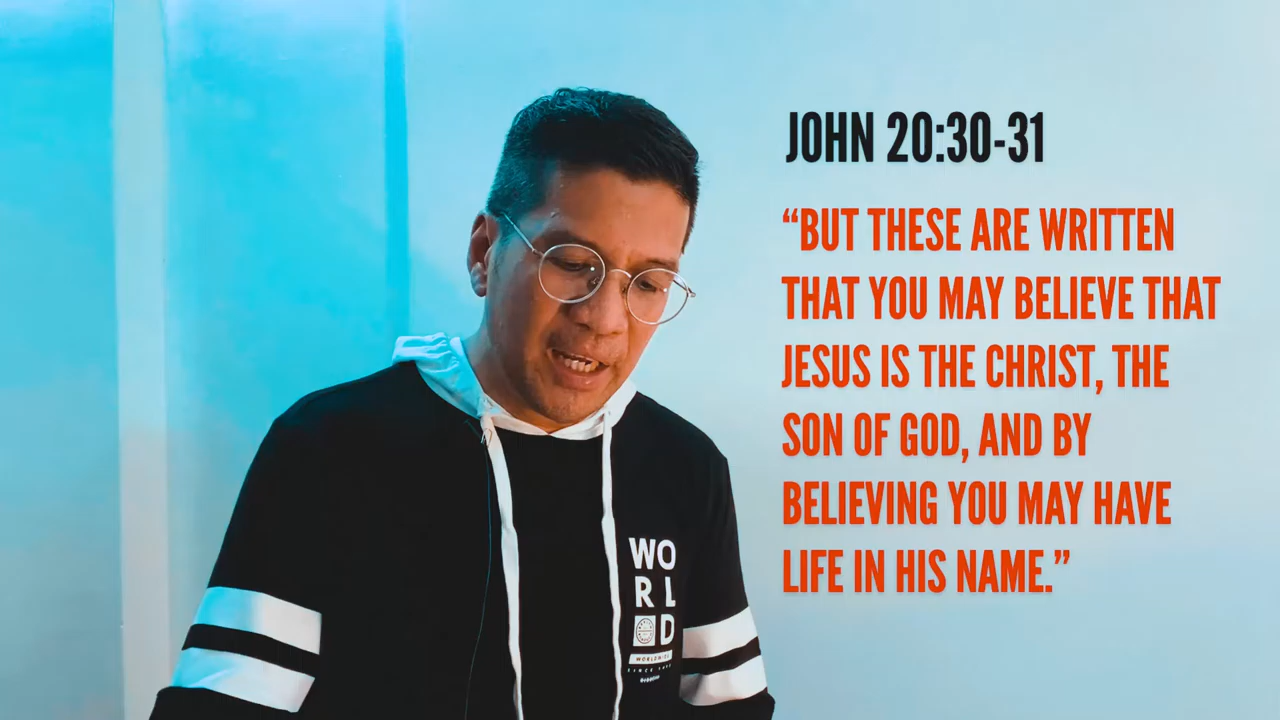 JOHN 20:30-31
“BUT THESE ARE WRITTEN
THAT YOU MAY BELIEVE THAT
JESUS IS THE CHRIST, THE
SON OF GOD, AND BY
BELIEVING YOU MAY HAVE
LIFE IN HIS NAME.”
WO
RL
D